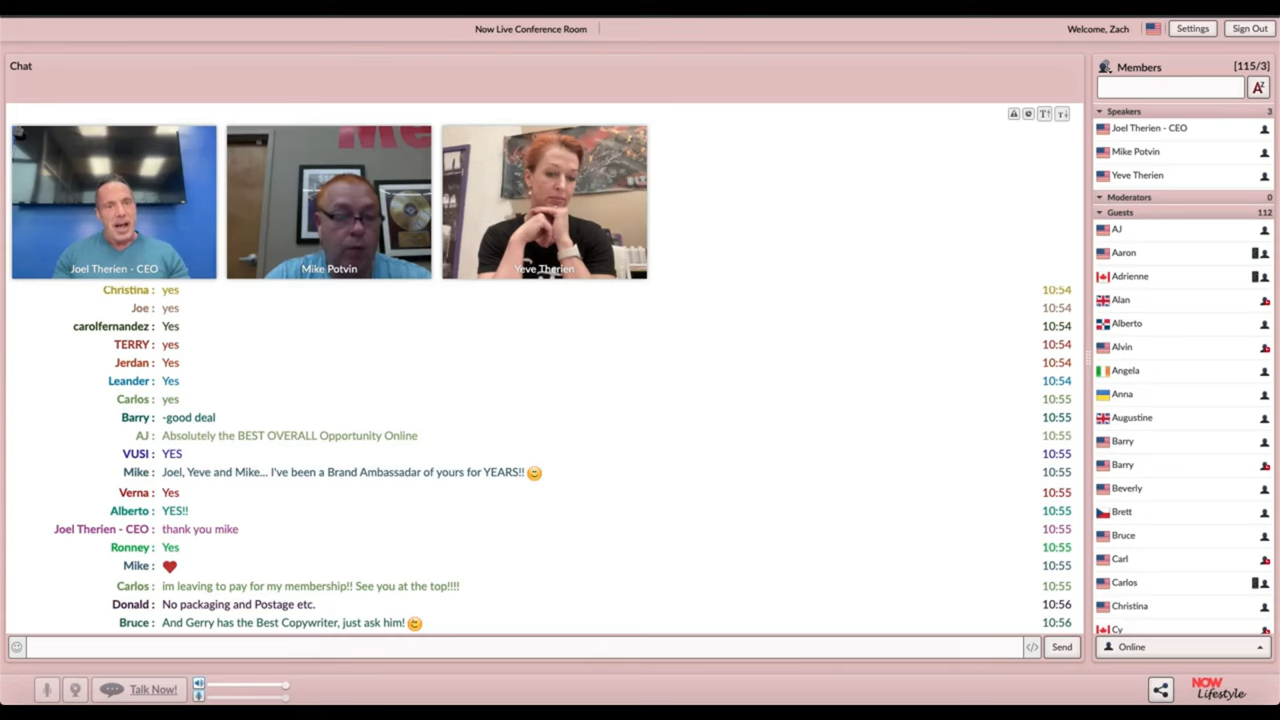 Now Live Conference Room
Welcome, Zach
Settings
Sign Out
Chat
Joel Therien - CEO
Mike Potvin
Yeve Therien
Christina : yes 10:54
Joe : yes 10:54
carolfernandez : Yes 10:54
TERRY : yes 10:54
Jerdan : Yes 10:54
Leander : Yes 10:54
Carlos : yes 10:55
Barry : -good deal 10:55
AJ : Absolutely the BEST OVERALL Opportunity Online 10:55
VUSI : YES 10:55
Mike : Joel, Yeve and Mike... I've been a Brand Ambassadar of yours for YEARS!! 10:55
Verna : Yes 10:55
Alberto : YES!! 10:55
Joel Therien - CEO : thank you mike 10:55
Ronney : Yes 10:55
Mike : 10:55
Carlos : im leaving to pay for my membership!! See you at the top!!!! 10:55
Donald : No packaging and Postage etc. 10:56
Bruce : And Gerry has the Best Copywriter, just ask him! 10:56
Send
Talk Now!
Members [115/3]
Speakers 3
Joel Therien - CEO
Mike Potvin
Yeve Therien
Moderators 0
Guests 112
AJ
Aaron
Adrienne
Alan
Alberto
Alvin
Angela
Anna
Augustine
Barry
Barry
Beverly
Brett
Bruce
Carl
Carlos
Christina
Cy
Online
NOW
Lifestyle